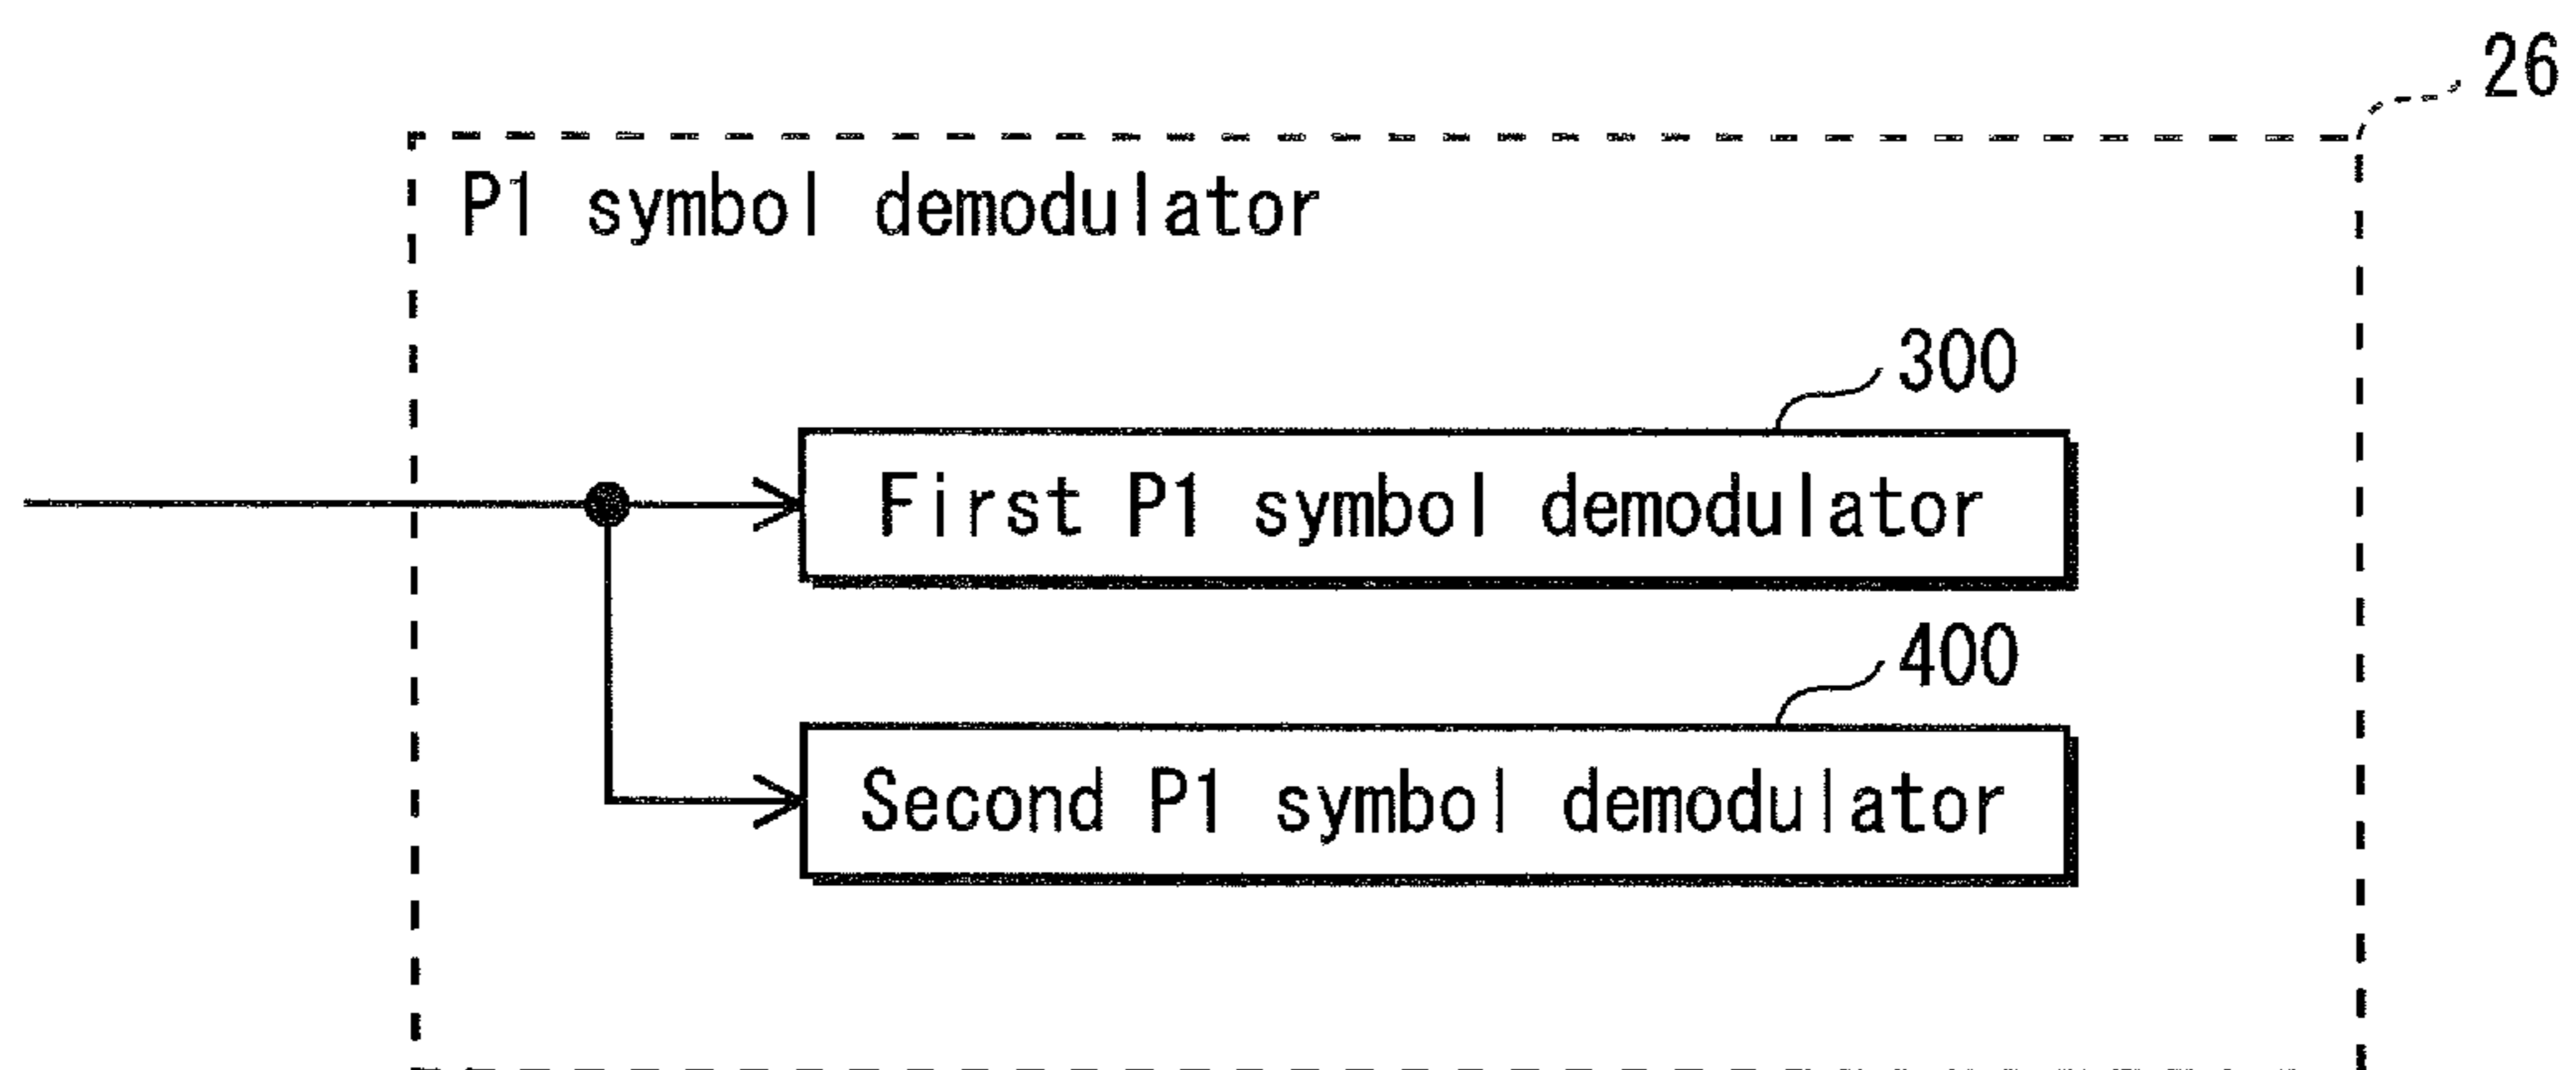 26
P1 symbol demodulator
300
First P1 symbol demodulator
400
Second P1 symbol demodulator